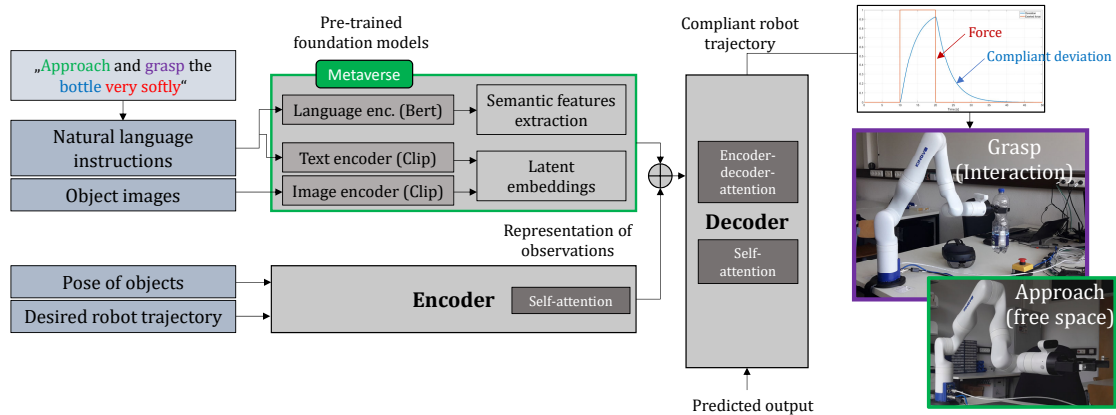 Pre-trained
foundation models
„Approach and grasp the
bottle very softly“
Metaverse
Natural language
instructions
Object images
Language enc. (Bert)
Semantic features
extraction
Text encoder (Clip)
Image encoder (Clip)
Latent
embeddings
Representation of
observations
Pose of objects
Desired robot trajectory
Encoder
Self-attention
Compliant robot
trajectory
Encoder-
decoder-
attention
Decoder
Self-
attention
Predicted output
Force
Compliant deviation
Grasp
(Interaction)
Approach
(free space)